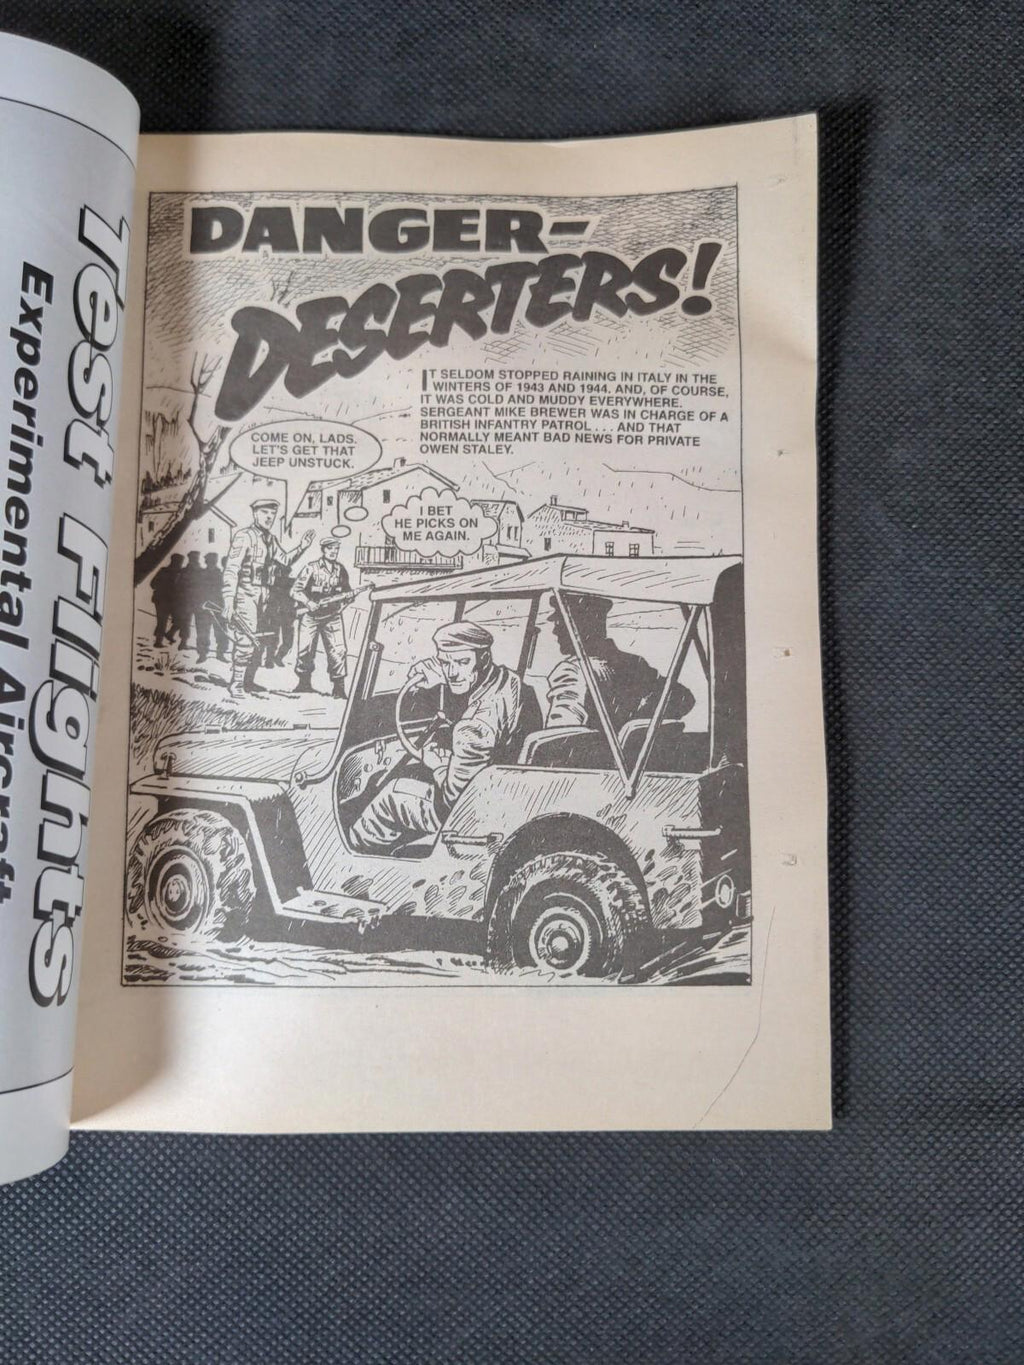 Test Flights
Experimental Aircraft
DANGER-
DESERTERS!
IT SELDOM STOPPED RAINING IN ITALY IN THE
WINTERS OF 1943 AND 1944. AND, OF COURSE,
IT WAS COLD AND MUDDY EVERYWHERE.
SERGEANT MIKE BREWER WAS IN CHARGE OF A
BRITISH INFANTRY PATROL . . . AND THAT
NORMALLY MEANT BAD NEWS FOR PRIVATE
OWEN STALEY.
COME ON, LADS.
LET'S GET THAT
JEEP UNSTUCK.
I BET
HE PICKS ON
ME AGAIN.